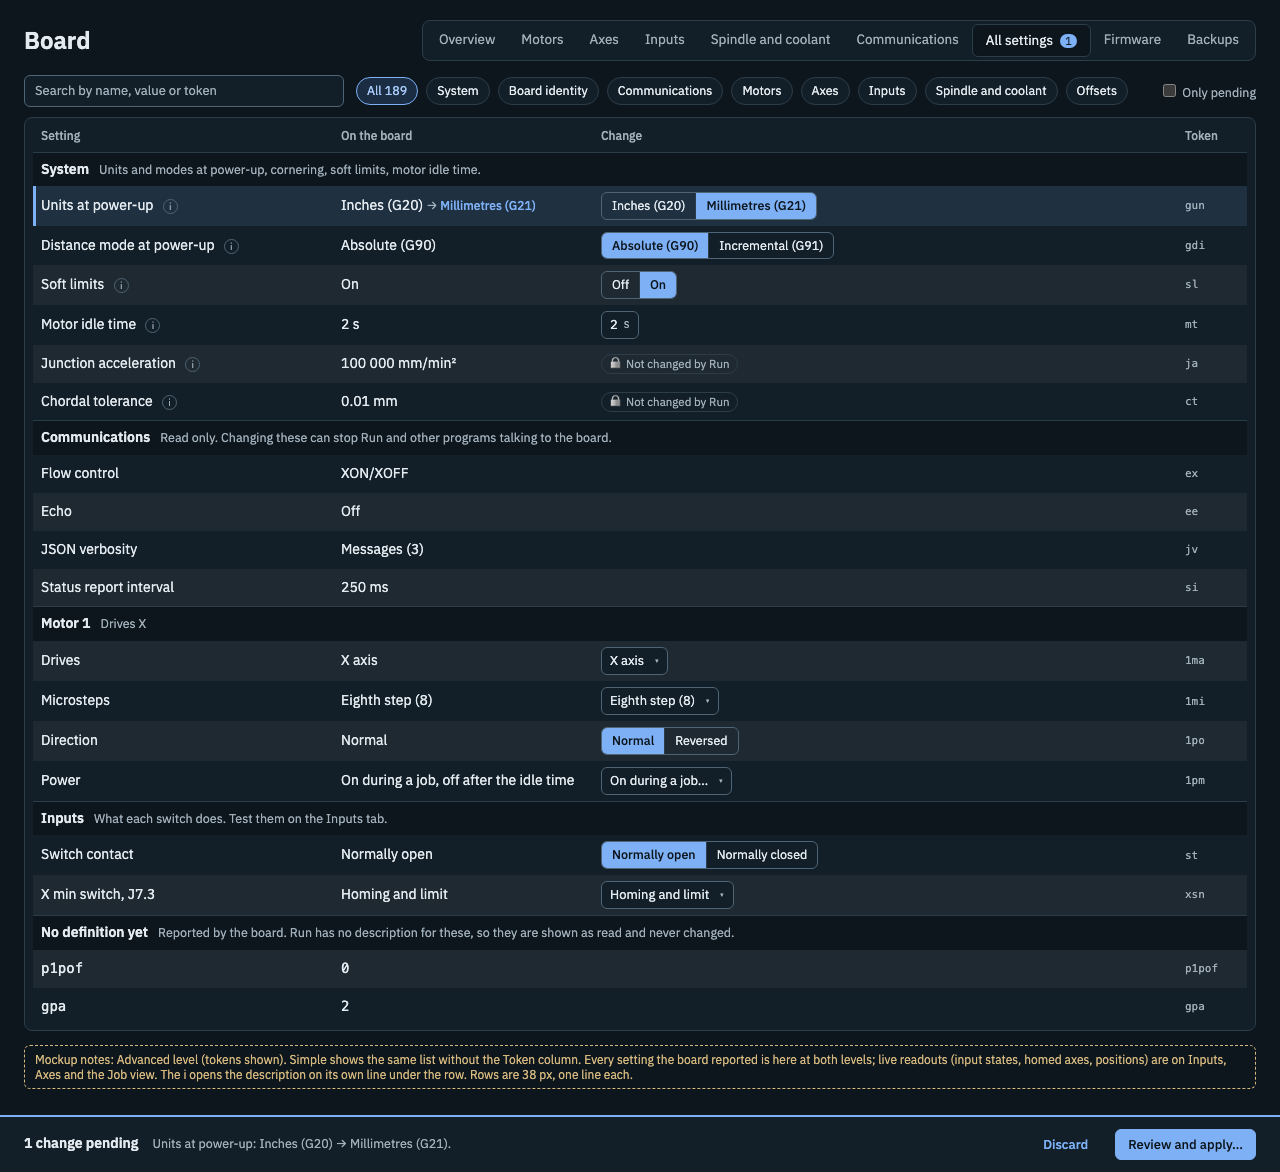 Board
Overview Motors Axes Inputs Spindle and coolant Communications All settings 1 Firmware Backups
Search by name, value or token All 189 System Board identity Communications Motors Axes Inputs Spindle and coolant Offsets Only pending
Setting On the board Change Token
System Units and modes at power-up, cornering, soft limits, motor idle time.
Units at power-up i Inches (G20) → Millimetres (G21) Inches (G20) Millimetres (G21) gun
Distance mode at power-up i Absolute (G90) Absolute (G90) Incremental (G91) gdi
Soft limits i On Off On sl
Motor idle time i 2 s 2 s mt
Junction acceleration i 100 000 mm/min² Not changed by Run ja
Chordal tolerance i 0.01 mm Not changed by Run ct
Communications Read only. Changing these can stop Run and other programs talking to the board.
Flow control XON/XOFF ex
Echo Off ee
JSON verbosity Messages (3) jv
Status report interval 250 ms si
Motor 1 Drives X
Drives X axis X axis 1ma
Microsteps Eighth step (8) Eighth step (8) 1mi
Direction Normal Normal Reversed 1po
Power On during a job, off after the idle time On during a job... 1pm
Inputs What each switch does. Test them on the Inputs tab.
Switch contact Normally open Normally open Normally closed st
X min switch, J7.3 Homing and limit Homing and limit xsn
No definition yet Reported by the board. Run has no description for these, so they are shown as read and never changed.
p1pof 0 p1pof
gpa 2 gpa
Mockup notes: Advanced level (tokens shown). Simple shows the same list without the Token column. Every setting the board reported is here at both levels; live readouts (input states, homed axes, positions) are on Inputs,
Axes and the Job view. The i opens the description on its own line under the row. Rows are 38 px, one line each.
1 change pending Units at power-up: Inches (G20) → Millimetres (G21). Discard Review and apply...